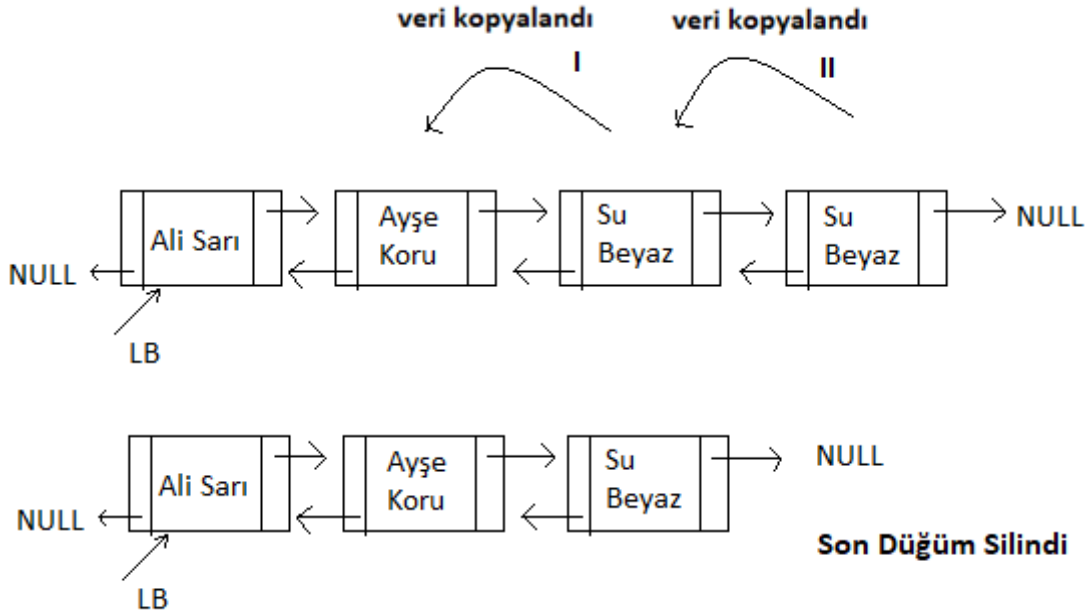 veri kopyalandı veri kopyalandı
I II
Ali Sarı Ayşe Su Su NULL
Koru Beyaz Beyaz
NULL
LB
Ali Sarı Ayşe Su NULL
Koru Beyaz
NULL
Son Düğüm Silindi
LB